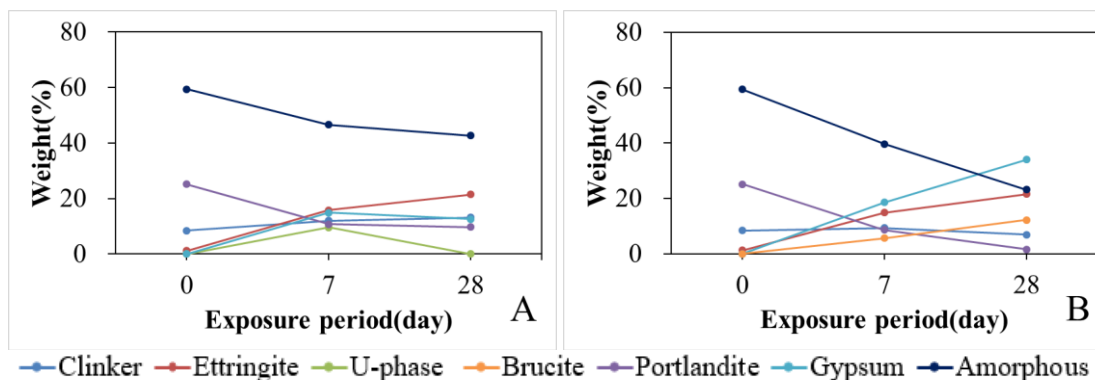 80
60
40
20
0
Weight(%)
0 7 28
Exposure period(day)
A
80
60
40
20
0
Weight(%)
0 7 28
Exposure period(day)
B
Clinker Ettringite U-phase Brucite Portlandite Gypsum Amorphous